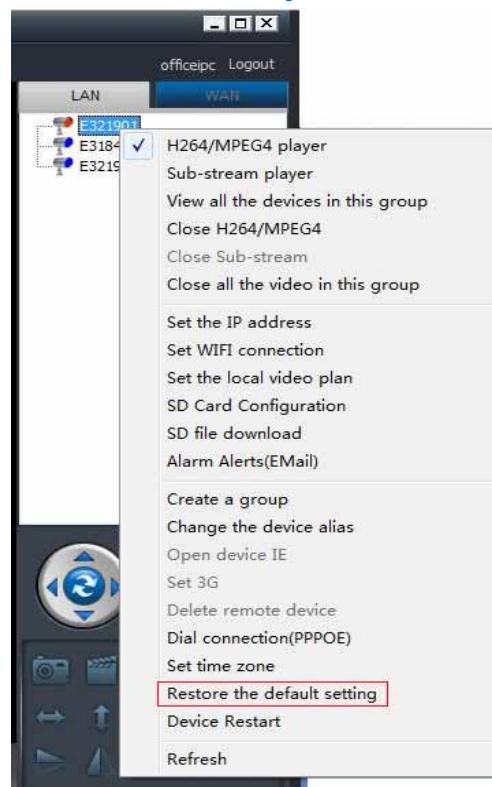 officeipc Logout
LAN WAN
E321901
E3184
E3219
H264/MPEG4 player
Sub-stream player
View all the devices in this group
Close H264/MPEG4
Close Sub-stream
Close all the video in this group
Set the IP address
Set WIFI connection
Set the local video plan
SD Card Configuration
SD file download
Alarm Alerts(EMail)
Create a group
Change the device alias
Open device IE
Set 3G
Delete remote device
Dial connection(PPPOE)
Set time zone
Restore the default setting
Device Restart
Refresh